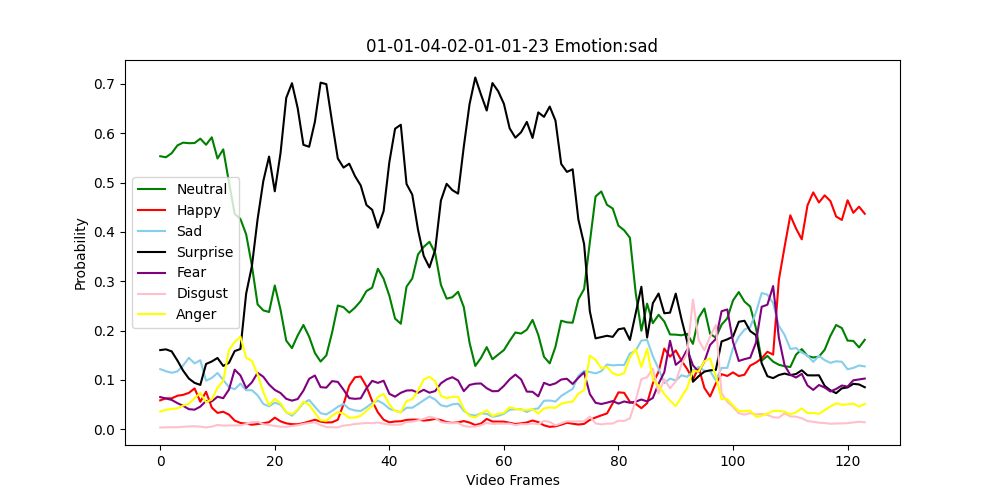 01-01-04-02-01-01-23 Emotion:sad
0.7
0.6
0.5
0.4
0.3
0.2
0.1
0.0
Probability
Neutral
Happy
Sad
Surprise
Fear
Disgust
Anger
0 20 40 60 80 100 120
Video Frames